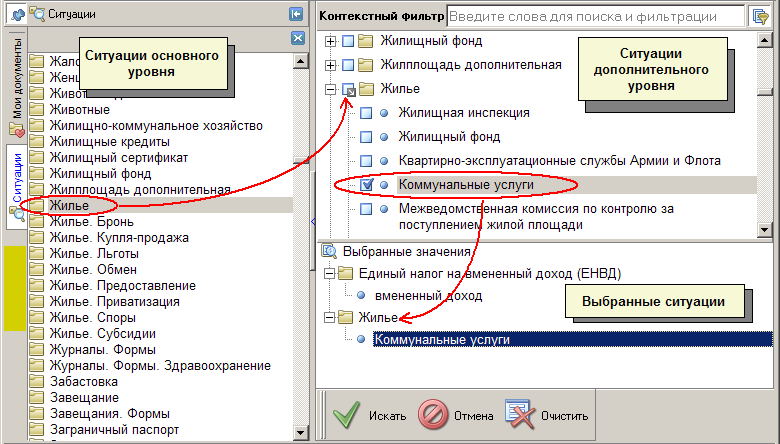 Мои документы
Ситуации
Ситуации
Ситуации основного
уровня
Жало
Жен
Живот
Животные
Жилищно-коммунальное хозяйство
Жилищные кредиты
Жилищный сертификат
Жилищный фонд
Жилплощадь дополнительная
Жилье
Жилье. Бронь
Жилье. Купля-продажа
Жилье. Льготы
Жилье. Обмен
Жилье. Предоставление
Жилье. Приватизация
Жилье. Споры
Жилье. Субсидии
Журналы. Формы
Журналы. Формы. Здравоохранение
Забастовка
Завещание
Завещания. Формы
Заграничный паспорт
Контекстный фильтр
Введите слова для поиска и фильтрации
Ситуации
дополнительного
уровня
Жилищный фонд
Жилплощадь дополнительная
Жилье
Жилищная инспекция
Жилищный фонд
Квартирно-эксплуатационные службы Армии и Флота
Коммунальные услуги
Межведомственная комиссия по контролю за
поступлением жилой площади
Выбранные значения
Единый налог на вмененный доход (ЕНВД)
вмененный доход
Выбранные ситуации
Жилье
Коммунальные услуги
Искать
Отмена
Очистить